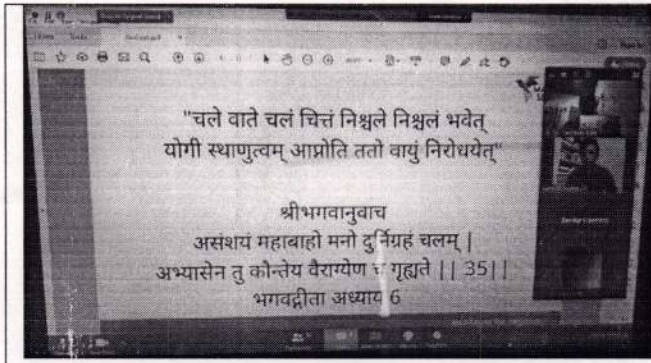 "चले वाते चलं चित्तं निश्चले निश्चलं भवेत्
योगी स्थाणुत्वम् आप्नोति ततो वायुं निरोधयेत्"
श्रीभगवानुवाच
असंशयं महाबाहो मनो दुर्निग्रहं चलम् |
अभ्यासेन तु कौन्तेय वैराग्येण च गृह्यते || 35||
भगवद्गीता अध्याय 6